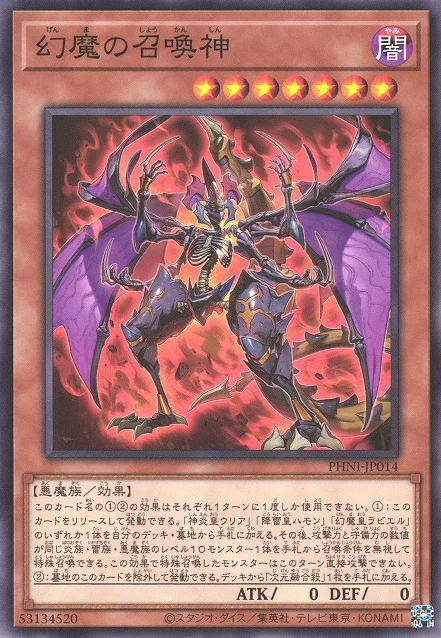 幻魔の召喚神
闇
PHNI-JP014
【悪魔族／効果】
このカード名の①②の効果はそれぞれ1ターンに1度しか使用できない。①：この
カードをリリースして発動できる。「神炎皇ウリア」「降雷皇ハモン」「幻魔皇ラビエル」
のいずれか1体を自分のデッキ・墓地から手札に加える。その後、攻撃力と守備力の数値
が同じ炎族・雷族・悪魔族のレベル10モンスター1体を手札から召喚条件を無視して
特殊召喚できる。この効果で特殊召喚したモンスターはこのターン直接攻撃できない。
②：墓地のこのカードを除外して発動できる。デッキから「次元融合殺」1枚を手札に加える。
ATK/ 0 DEF/ 0
53134520 ©スタジオ・ダイス／集英社・テレビ東京・KONAMI